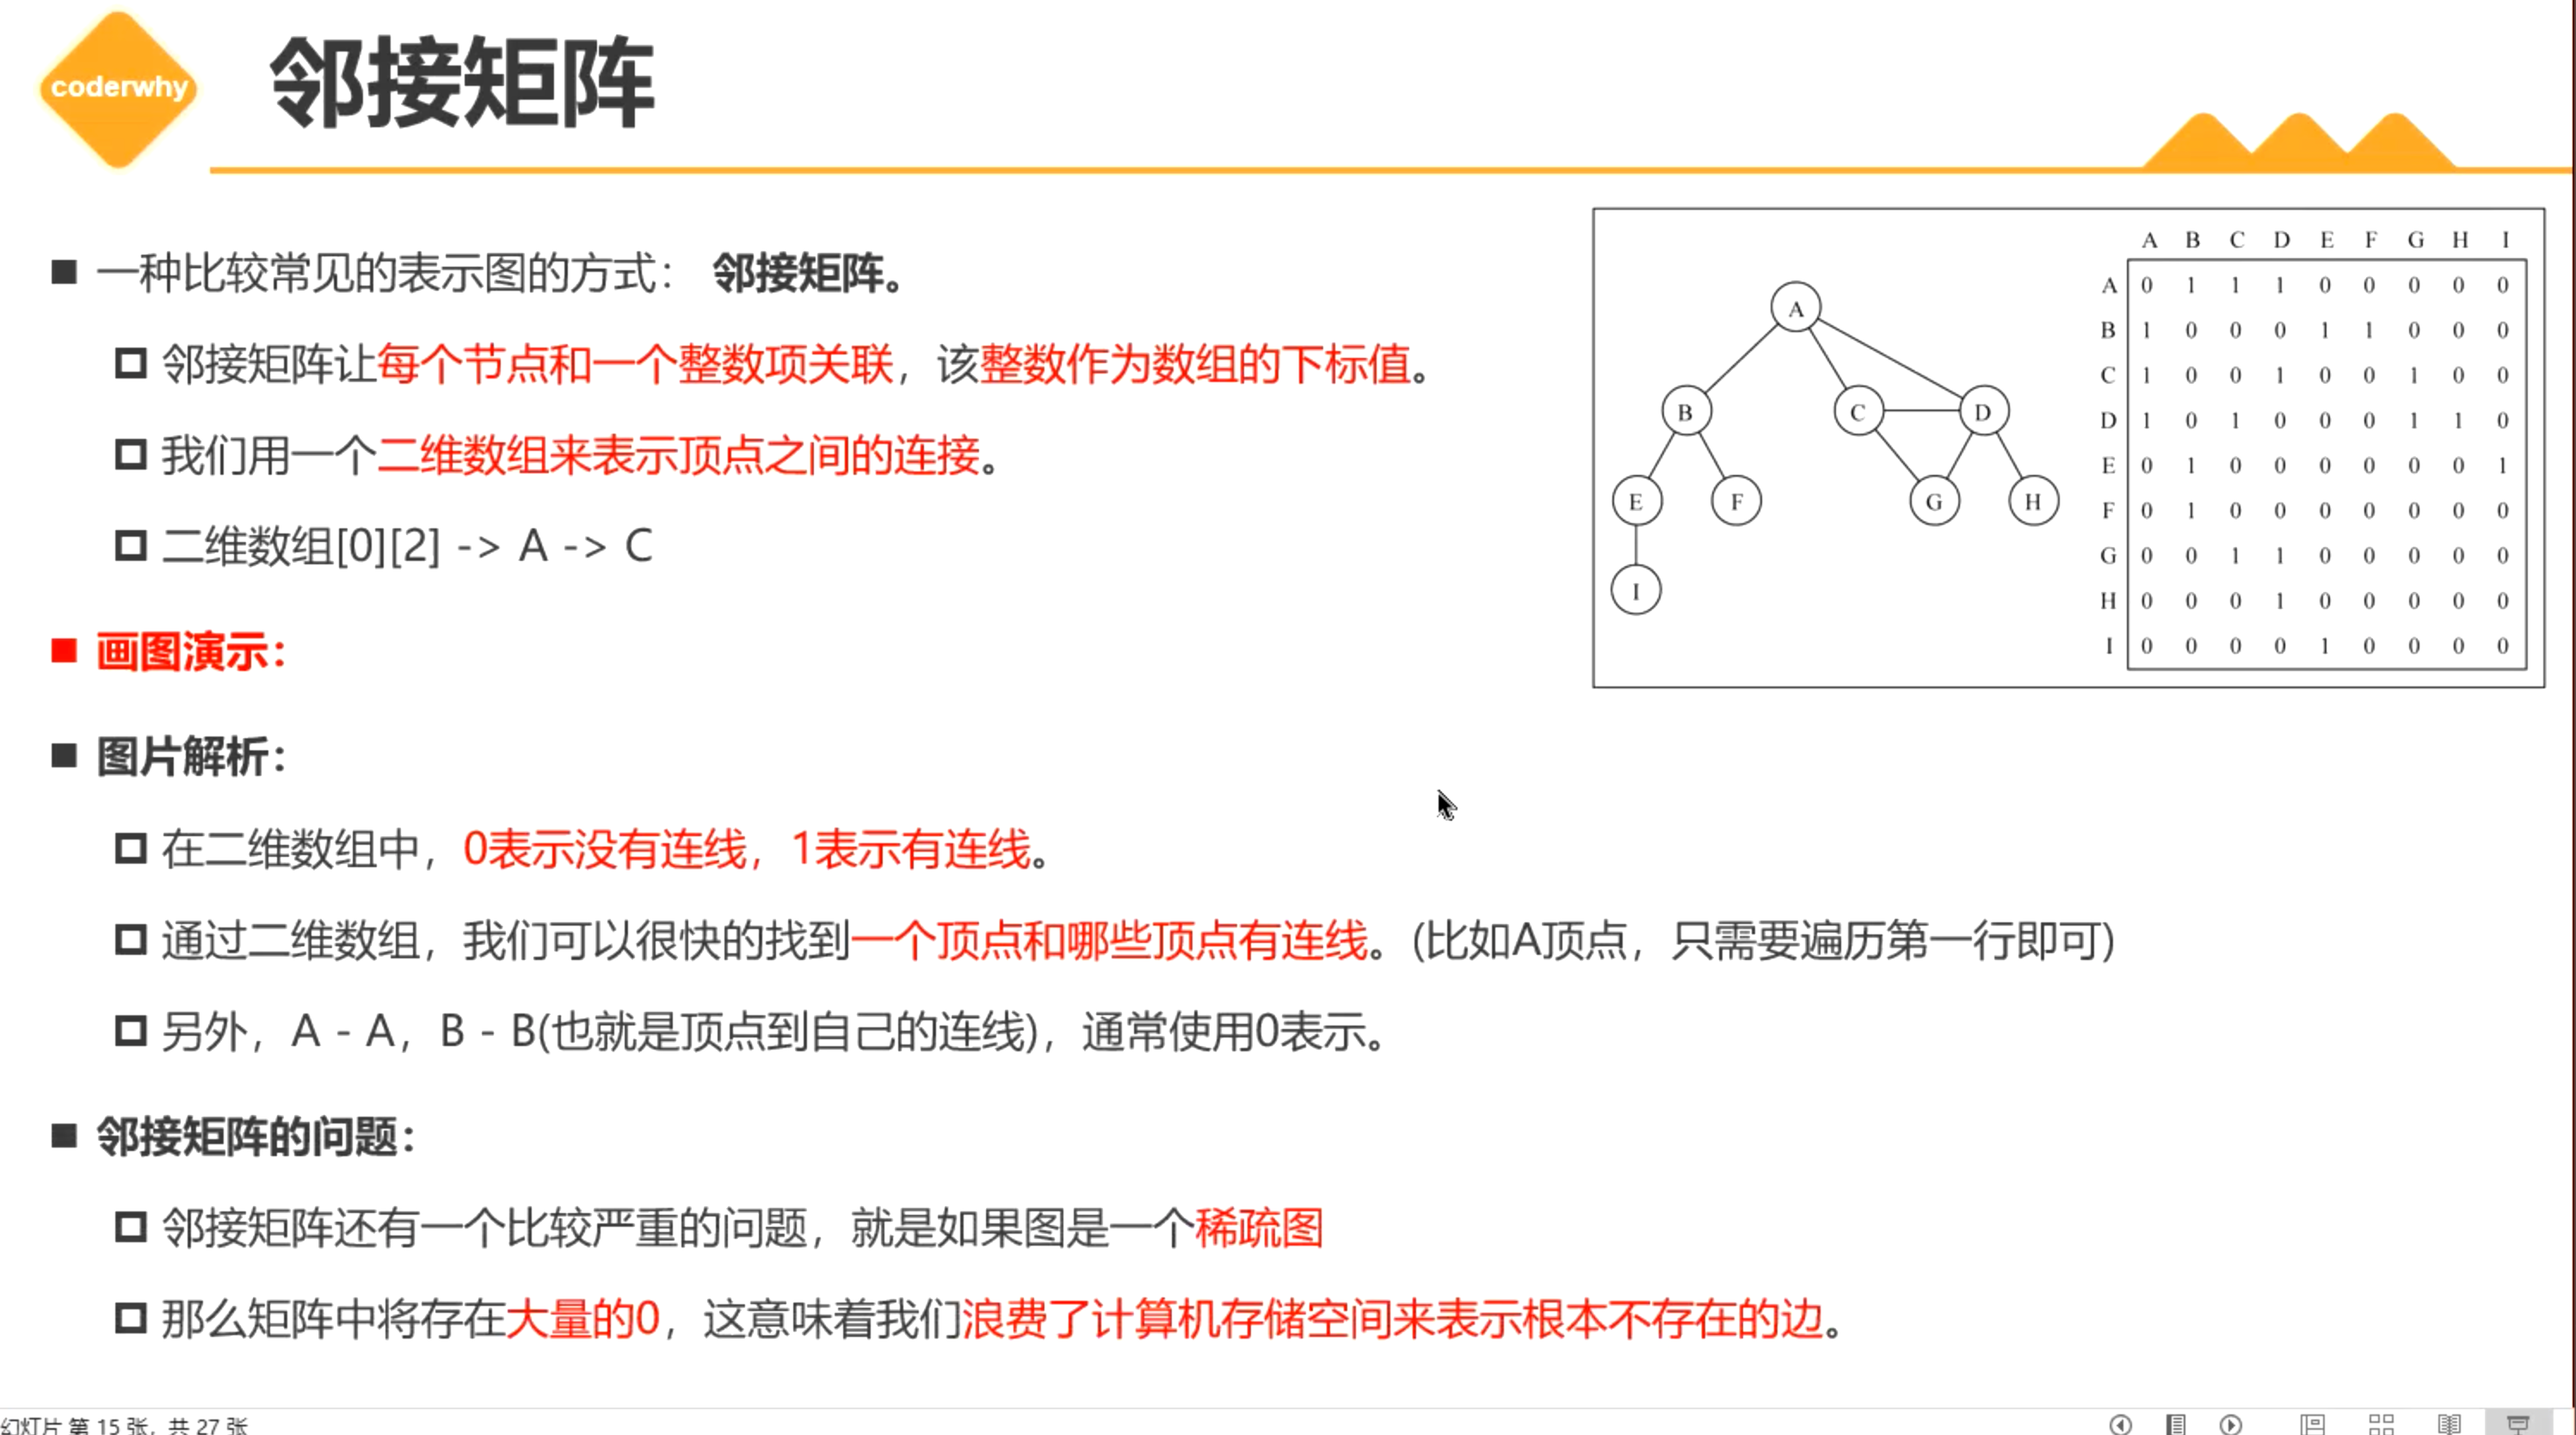 coderwhy
邻接矩阵
一种比较常见的表示图的方式： 邻接矩阵。
邻接矩阵让每个节点和一个整数项关联，该整数作为数组的下标值。
我们用一个二维数组来表示顶点之间的连接。
二维数组[0][2] -> A -> C
画图演示：
图片解析：
在二维数组中，0表示没有连线，1表示有连线。
通过二维数组，我们可以很快的找到一个顶点和哪些顶点有连线。(比如A顶点，只需要遍历第一行即可)
另外，A - A，B - B(也就是顶点到自己的连线)，通常使用0表示。
邻接矩阵的问题：
邻接矩阵还有一个比较严重的问题，就是如果图是一个稀疏图
那么矩阵中将存在大量的0，这意味着我们浪费了计算机存储空间来表示根本不存在的边。
A
B C D
E F G H
I
A B C D E F G H I
A 0 1 1 1 0 0 0 0 0
B 1 0 0 0 1 1 0 0 0
C 1 0 0 1 0 0 1 0 0
D 1 0 1 0 0 0 1 1 0
E 0 1 0 0 0 0 0 0 1
F 0 1 0 0 0 0 0 0 0
G 0 0 1 1 0 0 0 0 0
H 0 0 0 1 0 0 0 0 0
I 0 0 0 0 1 0 0 0 0
幻灯片 第 15 张，共 27 张